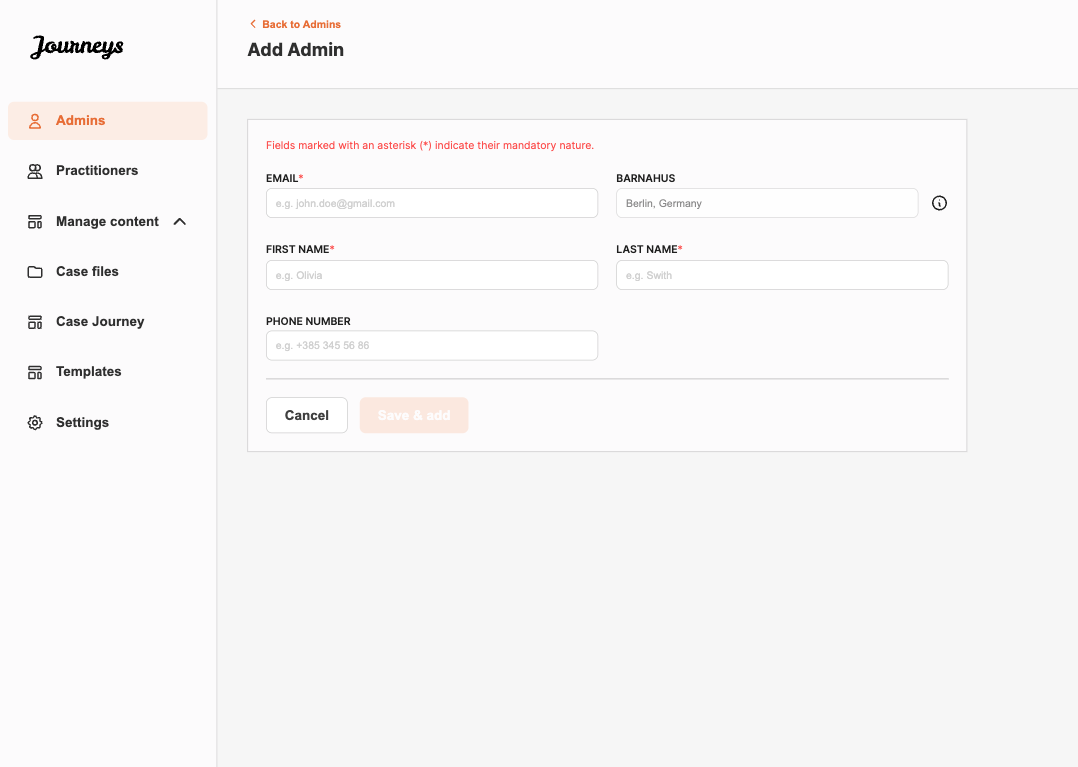 Journeys
Admins
Practitioners
Manage content
Case files
Case Journey
Templates
Settings
Back to Admins
Add Admin
Fields marked with an asterisk (*) indicate their mandatory nature.
EMAIL*
e.g. john.doe@gmail.com
BARNAHUS
Berlin, Germany
FIRST NAME*
e.g. Olivia
LAST NAME*
e.g. Swith
PHONE NUMBER
e.g. +385 345 56 86
Cancel
Save & add